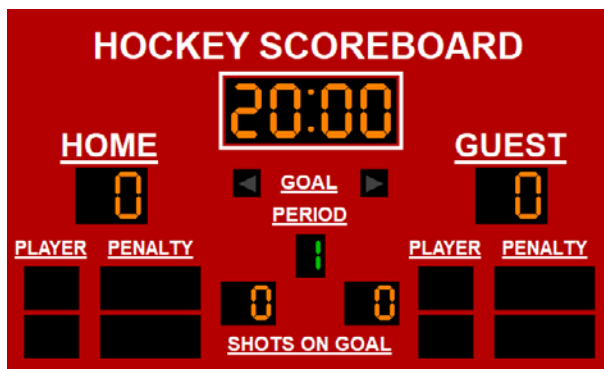 HOCKEY SCOREBOARD
20:00
HOME GUEST
0 ◀ GOAL ▶ 0
PERIOD
PLAYER PENALTY 1 PLAYER PENALTY
0 0
SHOTS ON GOAL